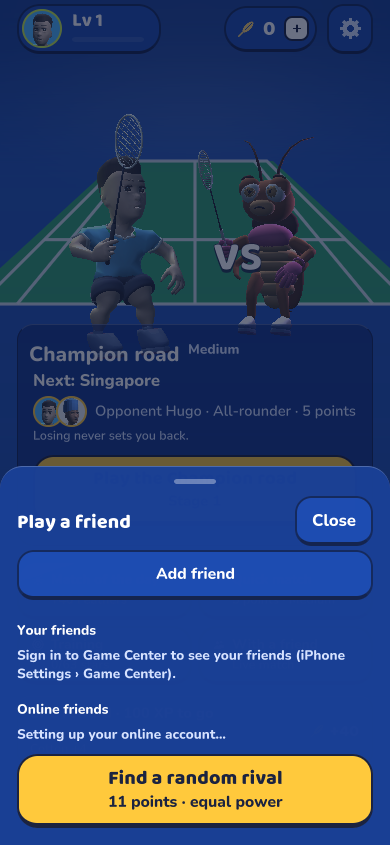 Lv 1
0 +
VS
Champion road Medium
Next: Singapore
Opponent Hugo · All-rounder · 5 points
Losing never sets you back.
Play a friend
Close
Add friend
Your friends
Sign in to Game Center to see your friends (iPhone
Settings › Game Center).
Online friends
Setting up your online account...
Find a random rival
11 points · equal power